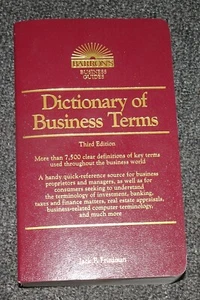 BARRON'S
BUSINESS
GUIDES
Dictionary of
Business Terms
Third Edition
More than 7,500 clear definitions of key terms
used throughout the business world
A handy quick-reference source for business
proprietors and managers, as well as for
consumers seeking to understand
the terminology of investment, banking,
taxes and finance matters, real estate appraisals,
business-related computer terminology,
and much more
Jack P. Friedman